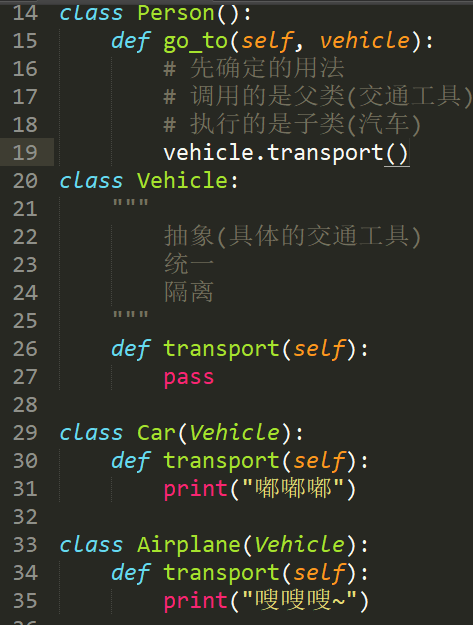 14 class Person():
15     def go_to(self, vehicle):
16         # 先确定的用法
17         # 调用的是父类(交通工具)
18         # 执行的是子类(汽车)
19         vehicle.transport()
20 class Vehicle:
21     """
22         抽象(具体的交通工具)
23         统一
24         隔离
25     """
26     def transport(self):
27         pass
28
29 class Car(Vehicle):
30     def transport(self):
31         print("嘟嘟嘟")
32
33 class Airplane(Vehicle):
34     def transport(self):
35         print("嗖嗖嗖~")